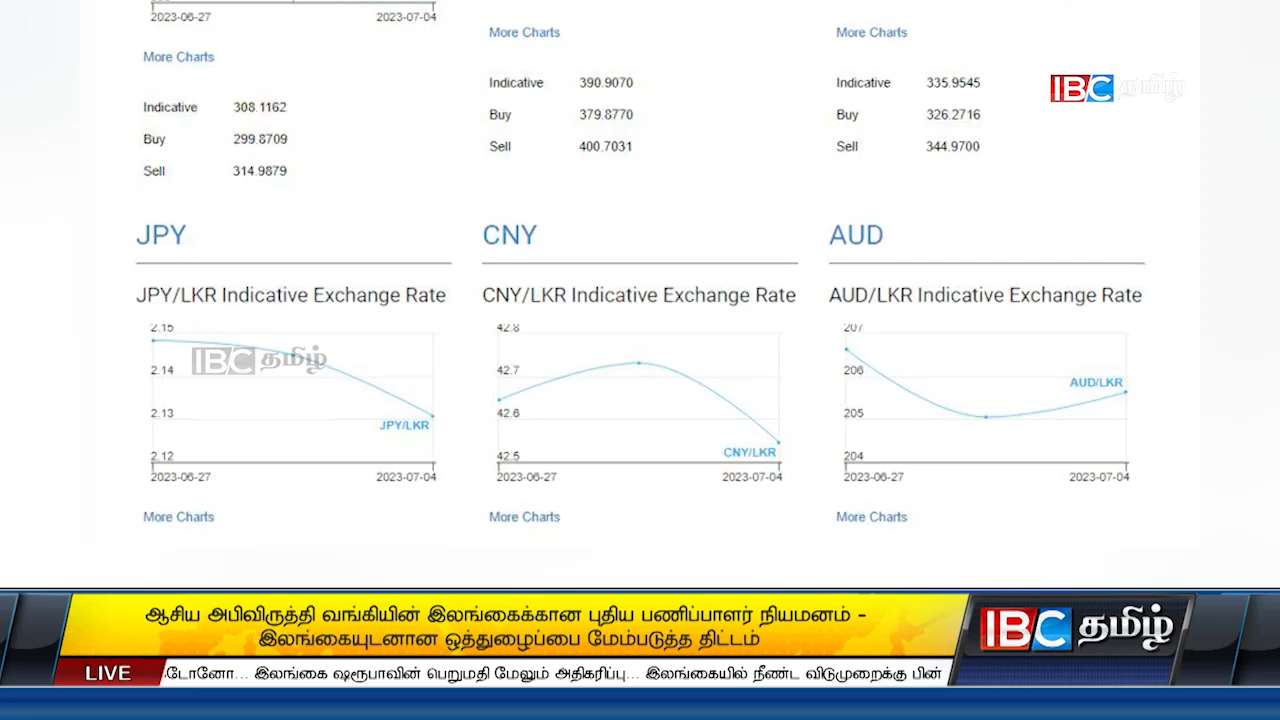 2023-06-27 2023-07-04
More Charts More Charts
More Charts
Indicative 390.9070 Indicative 335.9545
IBC தமிழ்
Indicative 308.1162
Buy 379.8770 Buy 326.2716
Buy 299.8709
Sell 400.7031 Sell 344.9700
Sell 314.9879
JPY CNY AUD
JPY/LKR Indicative Exchange Rate CNY/LKR Indicative Exchange Rate AUD/LKR Indicative Exchange Rate
2.15 42.8 207
IBC தமிழ்
2.14 42.7 206
AUD/LKR
2.13 42.6 205
JPY/LKR
CNY/LKR
2.12 42.5 204
2023-06-27 2023-07-04 2023-06-27 2023-07-04 2023-06-27 2023-07-04
More Charts More Charts More Charts
ஆசிய அபிவிருத்தி வங்கியின் இலங்கைக்கான புதிய பணிப்பாளர் நியமனம் -
இலங்கையுடனான ஒத்துழைப்பை மேம்படுத்த திட்டம்
IBC தமிழ்
LIVE டோனோ... இலங்கை ரூபாவின் பெறுமதி மேலும் அதிகரிப்பு... இலங்கையில் நீண்ட விடுமுறைக்கு பின்